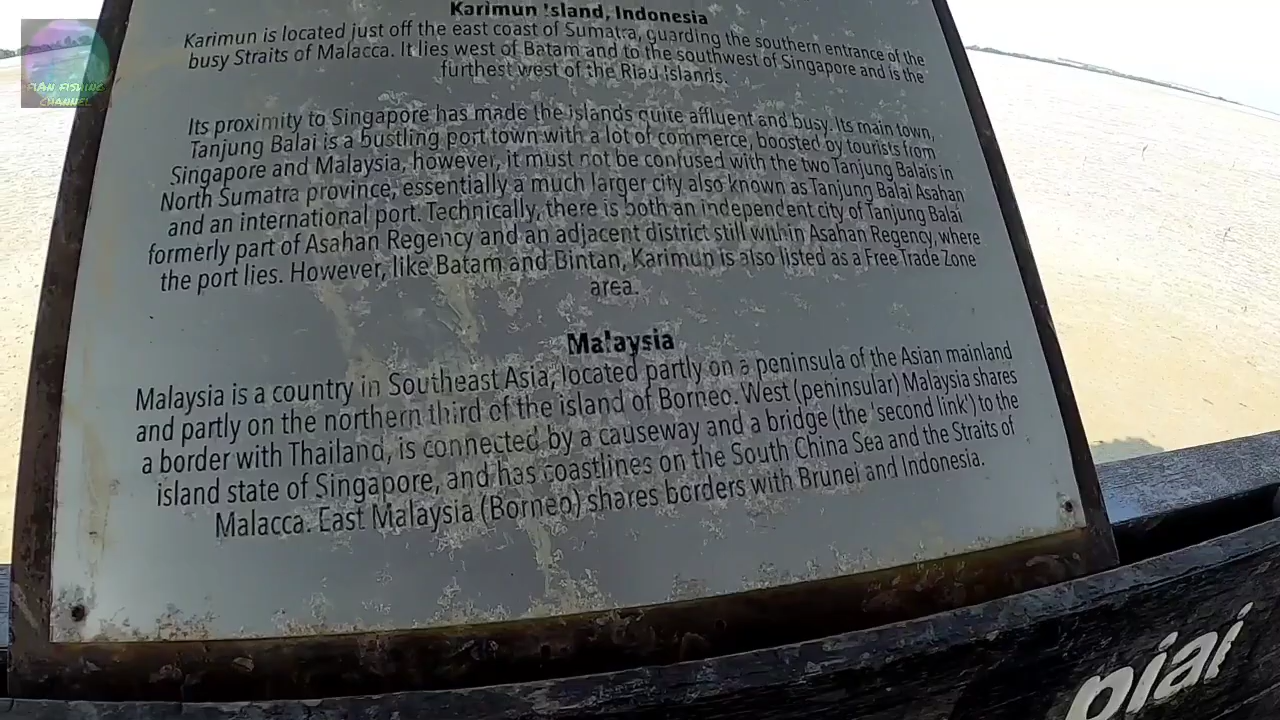 FIAN FISHING
CHANNEL
Karimun Island, Indonesia
Karimun is located just off the east coast of Sumatra, guarding the southern entrance of the
busy Straits of Malacca. It lies west of Batam and to the southwest of Singapore and is the
furthest west of the Riau Islands.
Its proximity to Singapore has made the islands quite affluent and busy. Its main town,
Tanjung Balai is a bustling port town with a lot of commerce, boosted by tourists from
Singapore and Malaysia, however, it must not be confused with the two Tanjung Balais in
North Sumatra province, essentially a much larger city also known as Tanjung Balai Asahan
and an international port. Technically, there is both an independent city of Tanjung Balai
formerly part of Asahan Regency and an adjacent district still within Asahan Regency, where
the port lies. However, like Batam and Bintan, Karimun is also listed as a Free Trade Zone
area.
Malaysia
Malaysia is a country in Southeast Asia, located partly on a peninsula of the Asian mainland
and partly on the northern third of the island of Borneo. West (peninsular) Malaysia shares
a border with Thailand, is connected by a causeway and a bridge (the 'second link') to the
island state of Singapore, and has coastlines on the South China Sea and the Straits of
Malacca. East Malaysia (Borneo) shares borders with Brunei and Indonesia.
piai